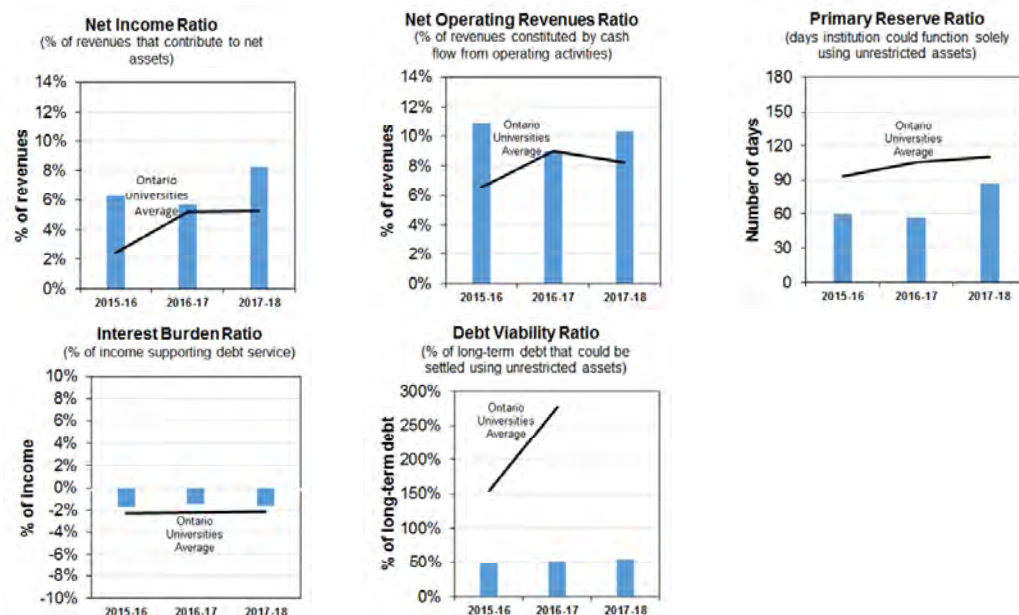 Net Income Ratio
(% of revenues that contribute to net
assets)
14%
12%
10%
8%
6%
4%
2%
0%
% of revenues
Ontario
Universities
Average
2015-16
2016-17
2017-18
Net Operating Revenues Ratio
(% of revenues constituted by cash
flow from operating activities)
14%
12%
10%
8%
6%
4%
2%
0%
% of revenues
Ontario
Universities
Average
2015-16
2016-17
2017-18
Primary Reserve Ratio
(days institution could function solely
using unrestricted assets)
180
150
120
90
60
30
0
Number of days
Ontario
Universities
Average
2015-16
2016-17
2017-18
Interest Burden Ratio
(% of income supporting debt service)
10%
8%
6%
4%
2%
0%
-2%
-4%
-6%
-8%
-10%
% of income
Ontario
Universities
Average
2015-16
2016-17
2017-18
Debt Viability Ratio
(% of long-term debt that could be
settled using unrestricted assets)
300%
250%
200%
150%
100%
50%
0%
% of long-term debt
Ontario
Universities
Average
2015-16
2016-17
2017-18